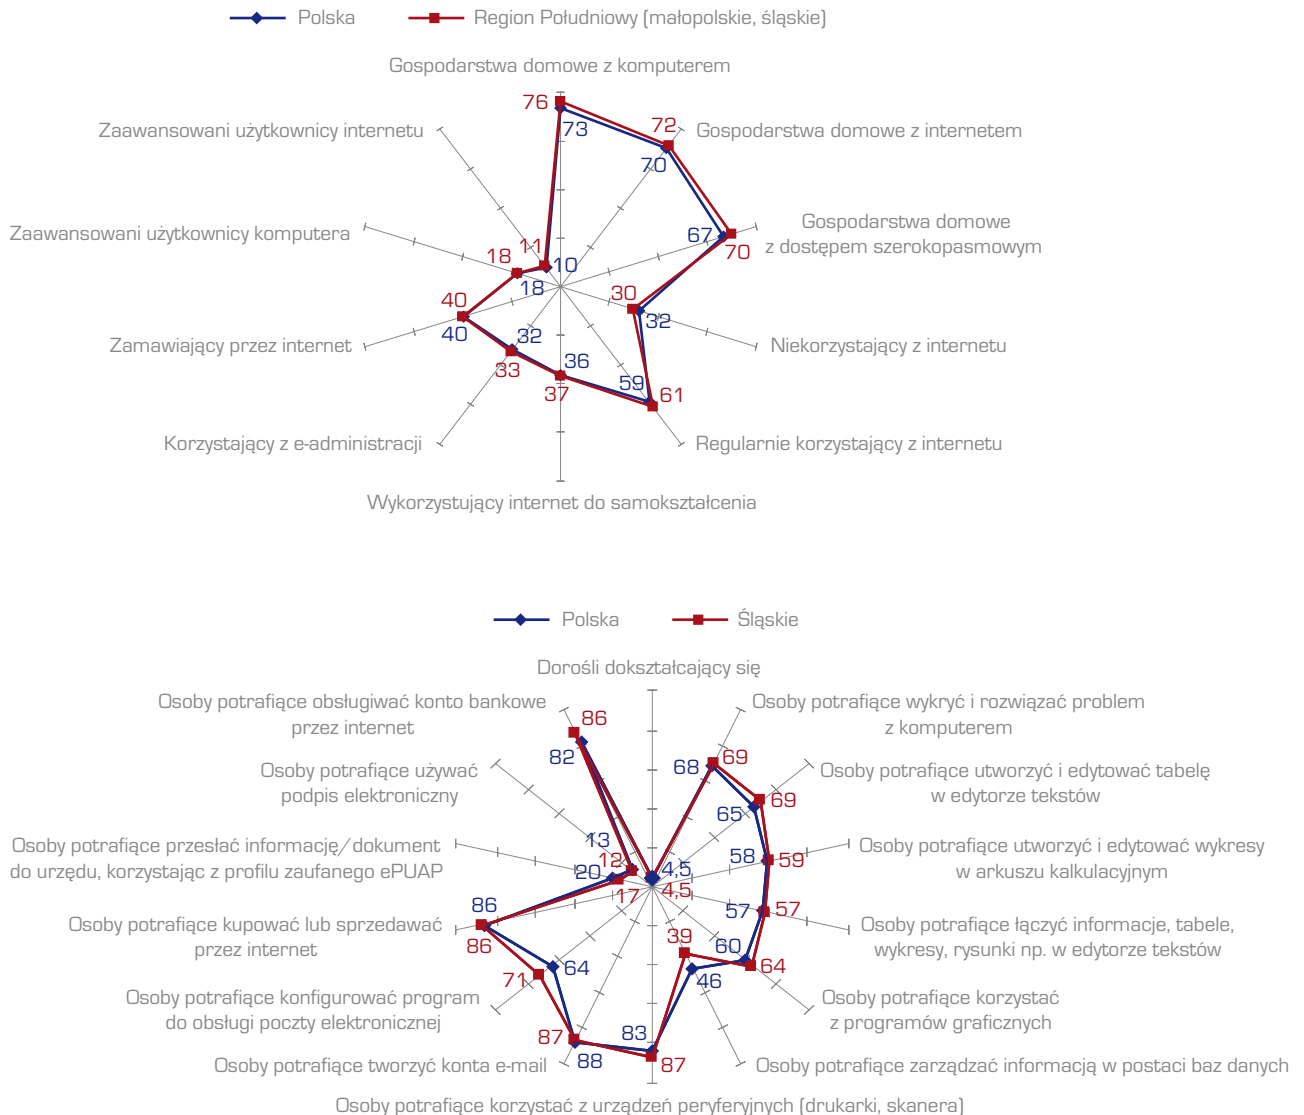 Polska
Region Południowy (małopolskie, śląskie)
Gospodarstwa domowe z komputerem
76
73
Zaawansowani użytkownicy internetu
72
Gospodarstwa domowe z internetem
70
Zaawansowani użytkownicy komputera
Gospodarstwa domowe
z dostępem szerokopasmowym
67
70
18
11
10
18
30
32
40
40
Zamawiający przez internet
32
33
36
37
59
61
Niekorzystający z internetu
Korzystający z e-administracji
Regularnie korzystający z internetu
Wykorzystujący internet do samokształcenia
Polska
Śląskie
Dorośli dokształcający się
Osoby potrafiące obsługiwać konto bankowe
przez internet
86
82
Osoby potrafiące wykryć i rozwiązać problem
z komputerem
68
69
Osoby potrafiące używać
podpis elektroniczny
Osoby potrafiące utworzyć i edytować tabelę
w edytorze tekstów
65
69
13
12
Osoby potrafiące przesłać informację/dokument
do urzędu, korzystając z profilu zaufanego ePUAP
20
17
4,5
4,5
58
59
Osoby potrafiące utworzyć i edytować wykresy
w arkuszu kalkulacyjnym
86
86
Osoby potrafiące kupować lub sprzedawać
przez internet
57
57
Osoby potrafiące łączyć informacje, tabele,
wykresy, rysunki np. w edytorze tekstów
39
46
60
64
64
71
Osoby potrafiące konfigurować program
do obsługi poczty elektronicznej
Osoby potrafiące korzystać
z programów graficznych
87
88
83
87
Osoby potrafiące tworzyć konta e-mail
Osoby potrafiące zarządzać informacją w postaci baz danych
Osoby potrafiące korzystać z urządzeń peryferyjnych (drukarki, skanera)